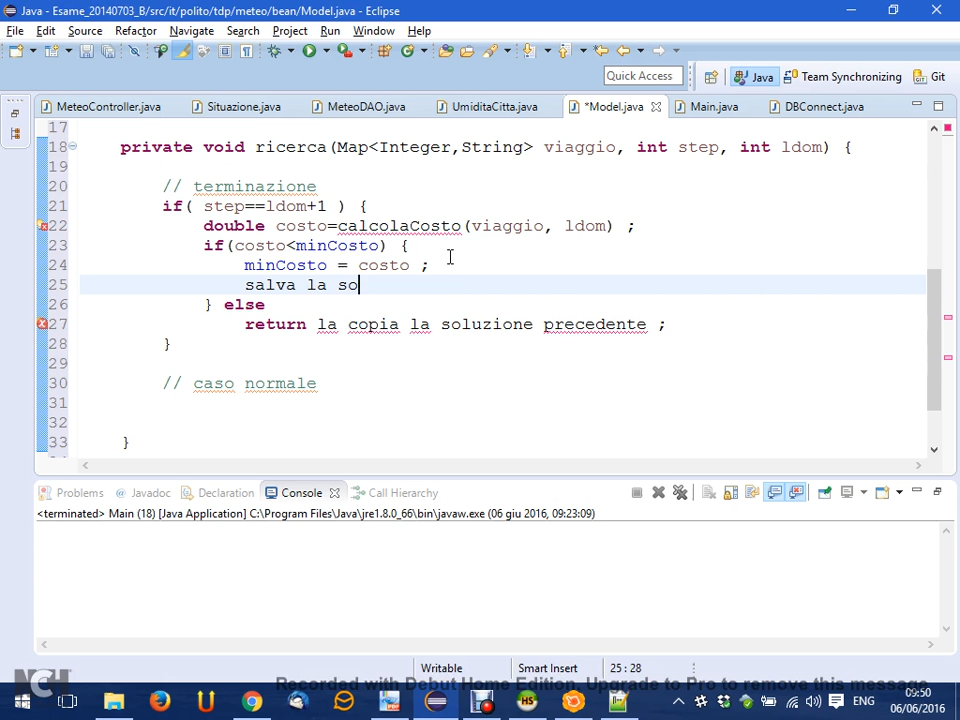 Java - Esame_20140703_B/src/it/polito/tdp/meteo/bean/Model.java - Eclipse
File Edit Source Refactor Navigate Search Project Run Window Help
Quick Access Java Team Synchronizing Git
MeteoController.java Situazione.java MeteoDAO.java UmiditaCitta.java *Model.java Main.java DBConnect.java
17
18 private void ricerca(Map<Integer,String> viaggio, int step, int ldom) {
19
20 // terminazione
21 if( step==ldom+1 ) {
22 double costo=calcolaCosto(viaggio, ldom) ;
23 if(costo<minCosto) {
24 minCosto = costo ;
25 salva la so
26 } else
27 return la copia la soluzione precedente ;
28 }
29
30 // caso normale
31
32
33 }
Problems Javadoc Declaration Console Call Hierarchy
<terminated> Main (18) [Java Application] C:\Program Files\Java\jre1.8.0_66\bin\javaw.exe (06 giu 2016, 09:23:09)
Writable Smart Insert 25 : 28
NCH Recorded with Debut Home Edition. Upgrade to Pro to remove this message
HS ENG 09:50
06/06/2016